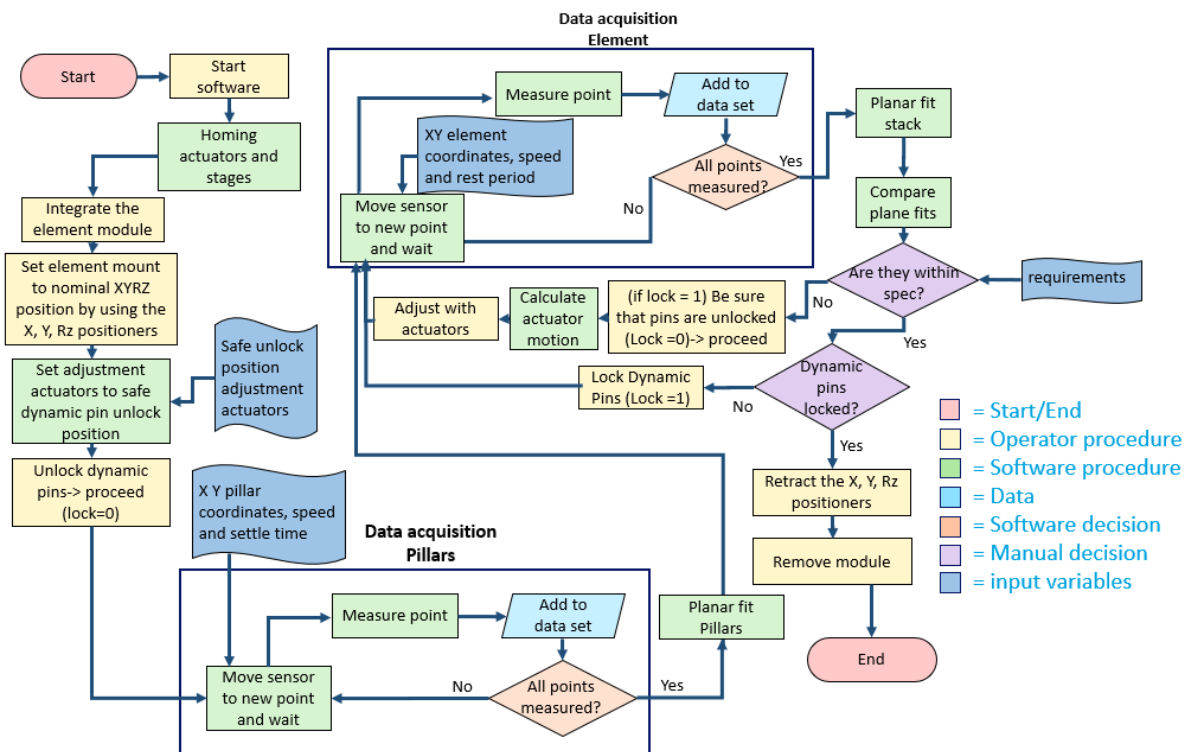 Data acquisition
Element
Start
Start
software
Homing
actuators and
stages
Integrate the
element module
Set element mount
to nominal XYRZ
position by using the
X, Y, Rz positioners
Set adjustment
actuators to safe
dynamic pin unlock
position
Safe unlock
position
adjustment
actuators
Unlock dynamic
pins-> proceed
(lock=0)
X Y pillar
coordinates, speed
and settle time
Data acquisition
Pillars
Move sensor
to new point
and wait
Measure point
Add to
data set
All points
measured?
No
Yes
Planar fit
Pillars
Measure point
Add to
data set
XY element
coordinates, speed
and rest period
Move sensor
to new point
and wait
All points
measured?
No
Yes
Planar fit
stack
Compare
plane fits
Are they within
spec?
requirements
No
Yes
(if lock = 1) Be sure
that pins are unlocked
(Lock =0)-> proceed
Calculate
actuator
motion
Adjust with
actuators
Dynamic
pins
locked?
No
Yes
Lock Dynamic
Pins (Lock =1)
Retract the X, Y, Rz
positioners
Remove module
End
= Start/End
= Operator procedure
= Software procedure
= Data
= Software decision
= Manual decision
= input variables